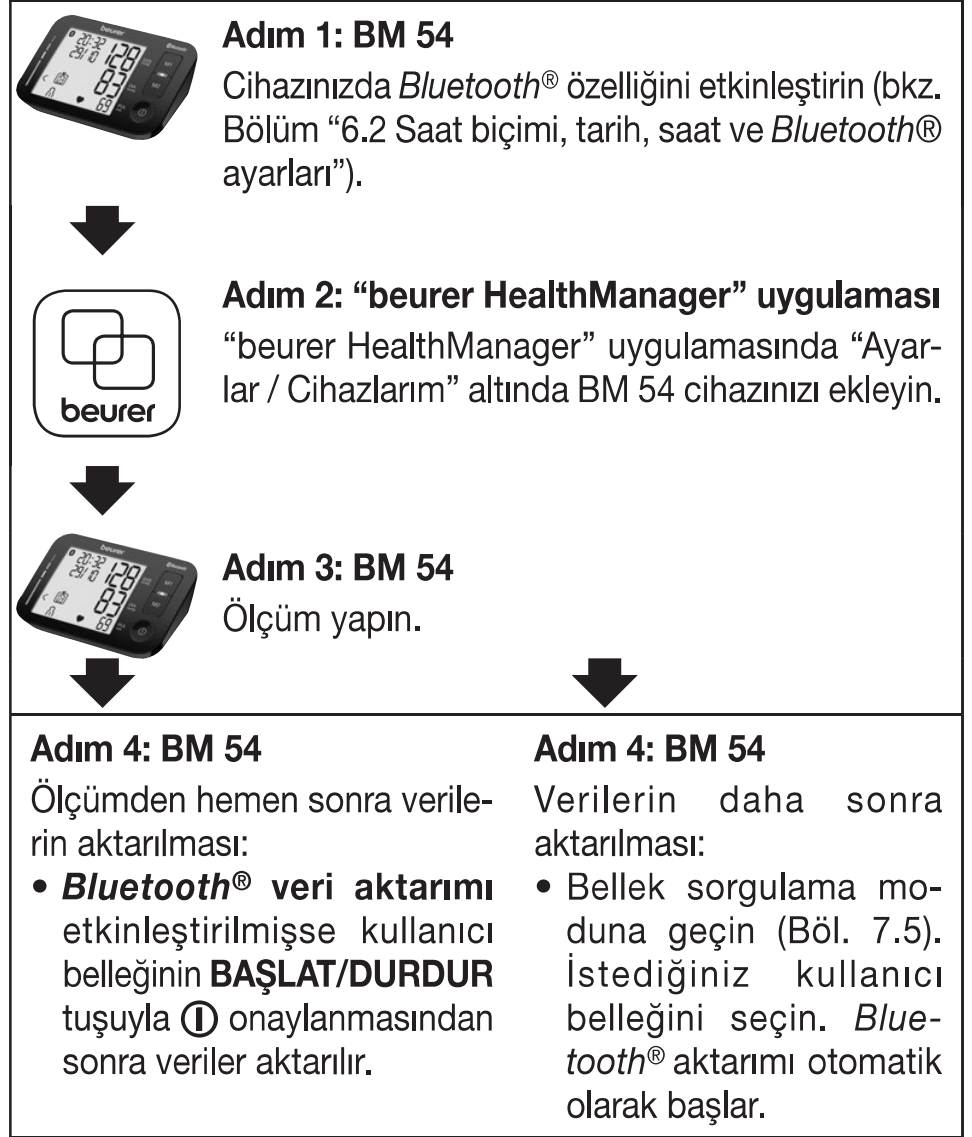 Adım 1: BM 54
Cihazınızda Bluetooth® özelliğini etkinleştirin (bkz.
Bölüm “6.2 Saat biçimi, tarih, saat ve Bluetooth®
ayarları”).
beurer
Adım 2: “beurer HealthManager” uygulaması
“beurer HealthManager” uygulamasında “Ayar-
lar / Cihazlarım” altında BM 54 cihazınızı ekleyin.
beurer
Adım 3: BM 54
Ölçüm yapın.
beurer
Adım 4: BM 54
Ölçümden hemen sonra verile-
rin aktarılması:
• Bluetooth® veri aktarımı
etkinleştirilmişse kullanıcı
belleğinin BAŞLAT/DURDUR
tuşuyla onaylanmasından
sonra veriler aktarılır.
Adım 4: BM 54
Verilerin daha sonra
aktarılması:
• Bellek sorgulama mo-
duna geçin (Böl. 7.5).
İstediğiniz kullanıcı
belleğini seçin. Blue-
tooth® aktarımı otomatik
olarak başlar.